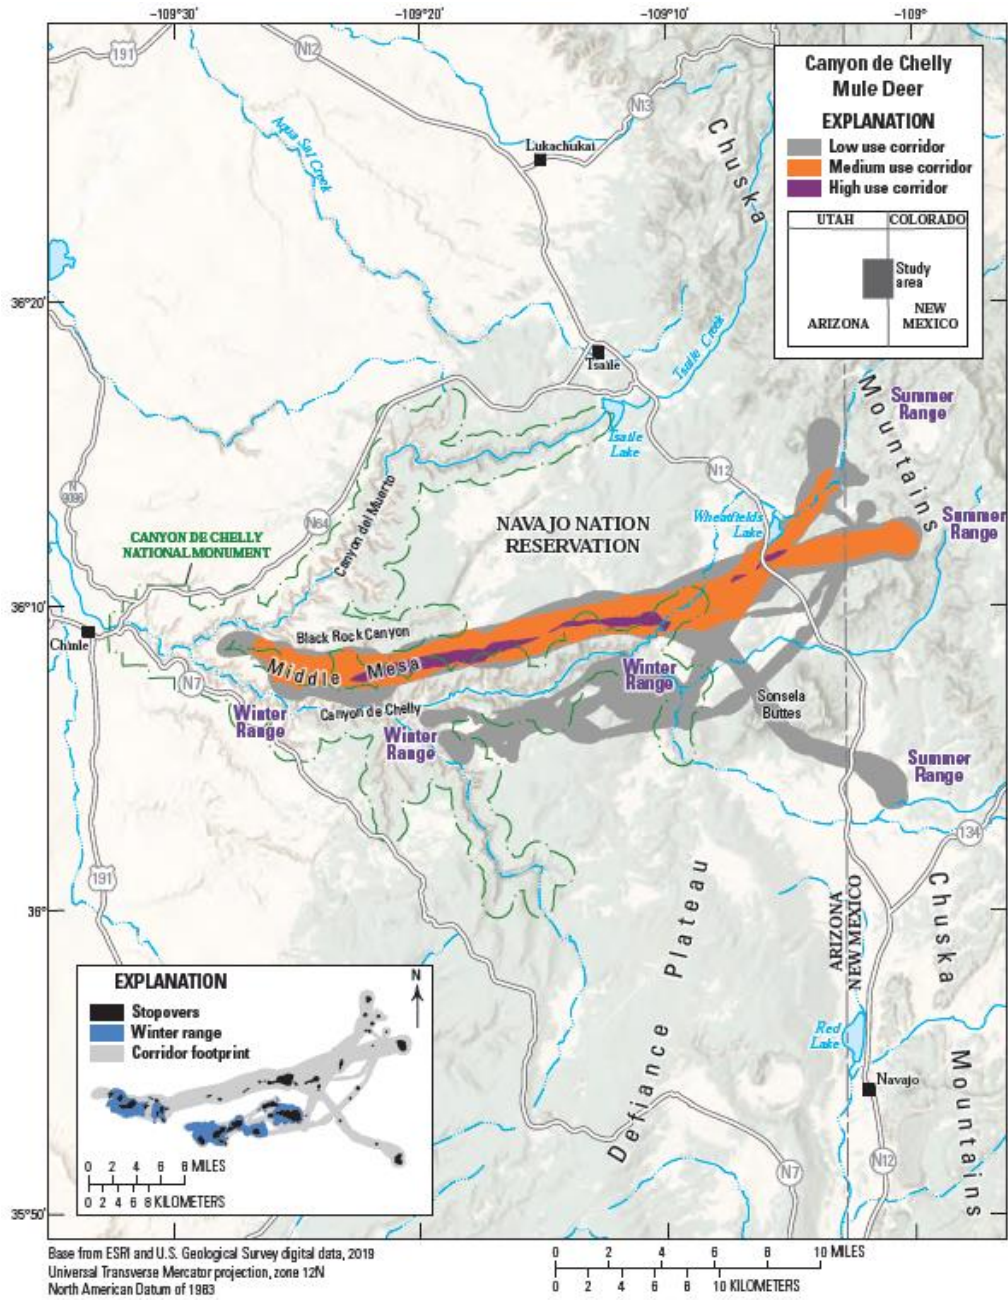 –109°30'
–109°20'
–109°10'
–109°
191
N12
N13
Canyon de Chelly
Mule Deer
EXPLANATION
Low use corridor
Medium use corridor
High use corridor
UTAH
COLORADO
Study
area
ARIZONA
NEW
MEXICO
Aqua Sal Creek
Lukachukai
Chuska
36°20'
Tsaile
Tsaile Creek
Mountains
Summer
Range
Tsaile
Lake
N12
N
9086
N64
Canyon del Muerto
Wheatfields
Lake
NAVAJO NATION
RESERVATION
Summer
Range
CANYON DE CHELLY
NATIONAL MONUMENT
36°10'
Chinle
Black Rock Canyon
Middle Mesa
N7
Winter
Range
Canyon de Chelly
Winter
Range
Winter
Range
Sonsela
Buttes
Summer
Range
134
191
36°
Defiance Plateau
ARIZONA
NEW MEXICO
Chuska
Mountains
Red
Lake
Navajo
N7
N12
EXPLANATION
Stopovers
Winter range
Corridor footprint
N
0 2 4 6 8 MILES
0 2 4 6 8 KILOMETERS
35°50'
Base from ESRI and U.S. Geological Survey digital data, 2019
Universal Transverse Mercator projection, zone 12N
North American Datum of 1983
0 2 4 6 8 10 MILES
0 2 4 6 8 10 KILOMETERS